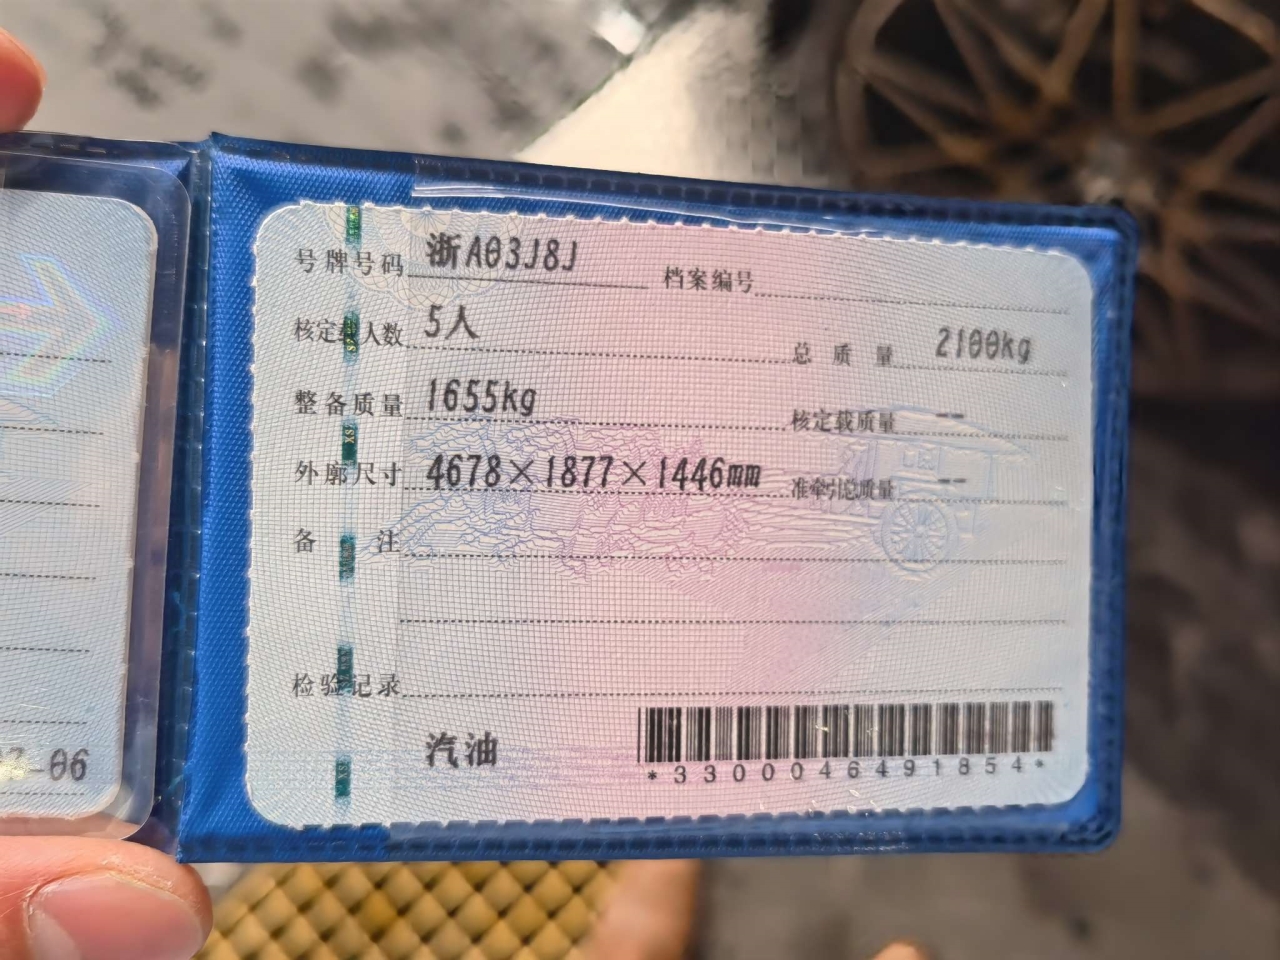 号牌号码 浙A03J8J 档案编号
核定载人数 5人 总质量 2100kg
整备质量 1655kg 核定载质量 --
外廓尺寸 4678×1877×1446mm 准牵引总质量 --
备注
检验记录
汽油
*3300046491854*
-06